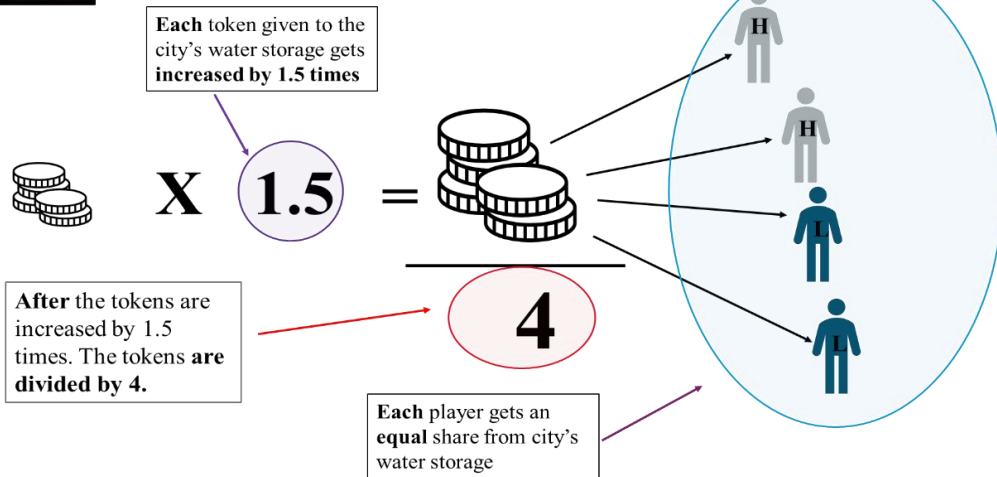 Each token given to the
city's water storage gets
increased by 1.5 times
H
H
X 1.5 =
L
4
L
After the tokens are
increased by 1.5
times. The tokens are
divided by 4.
Each player gets an
equal share from city's
water storage